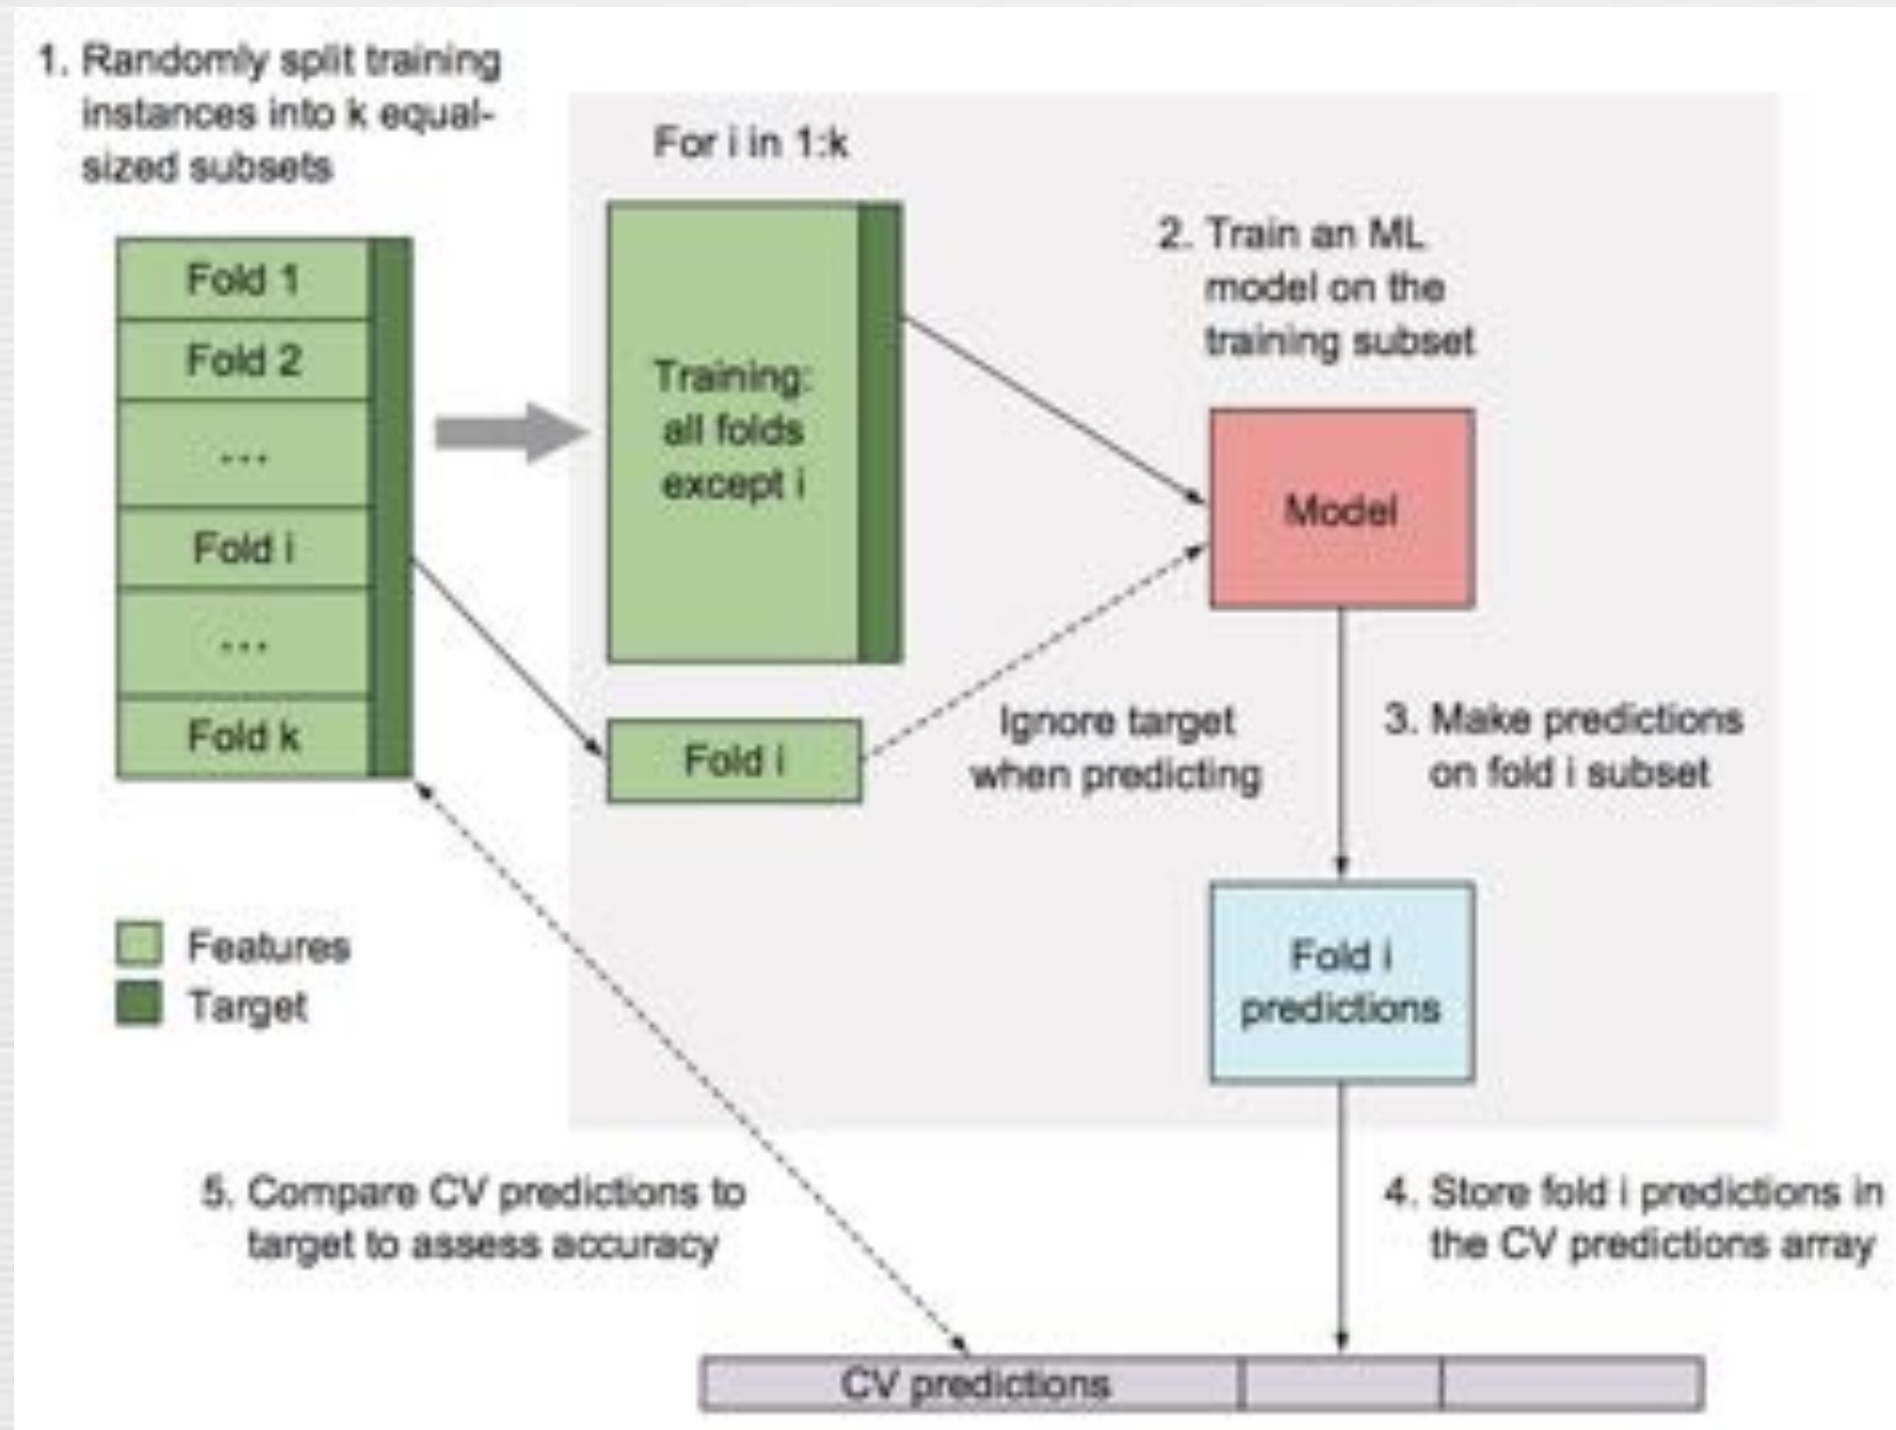 1. Randomly split training
instances into k equal-
sized subsets
For i in 1:k
Fold 1
Fold 2
...
Fold i
...
Fold k
Training:
all folds
except i
2. Train an ML
model on the
training subset
Model
Fold i
Ignore target
when predicting
3. Make predictions
on fold i subset
Features
Target
Fold i
predictions
5. Compare CV predictions to
target to assess accuracy
4. Store fold i predictions in
the CV predictions array
CV predictions